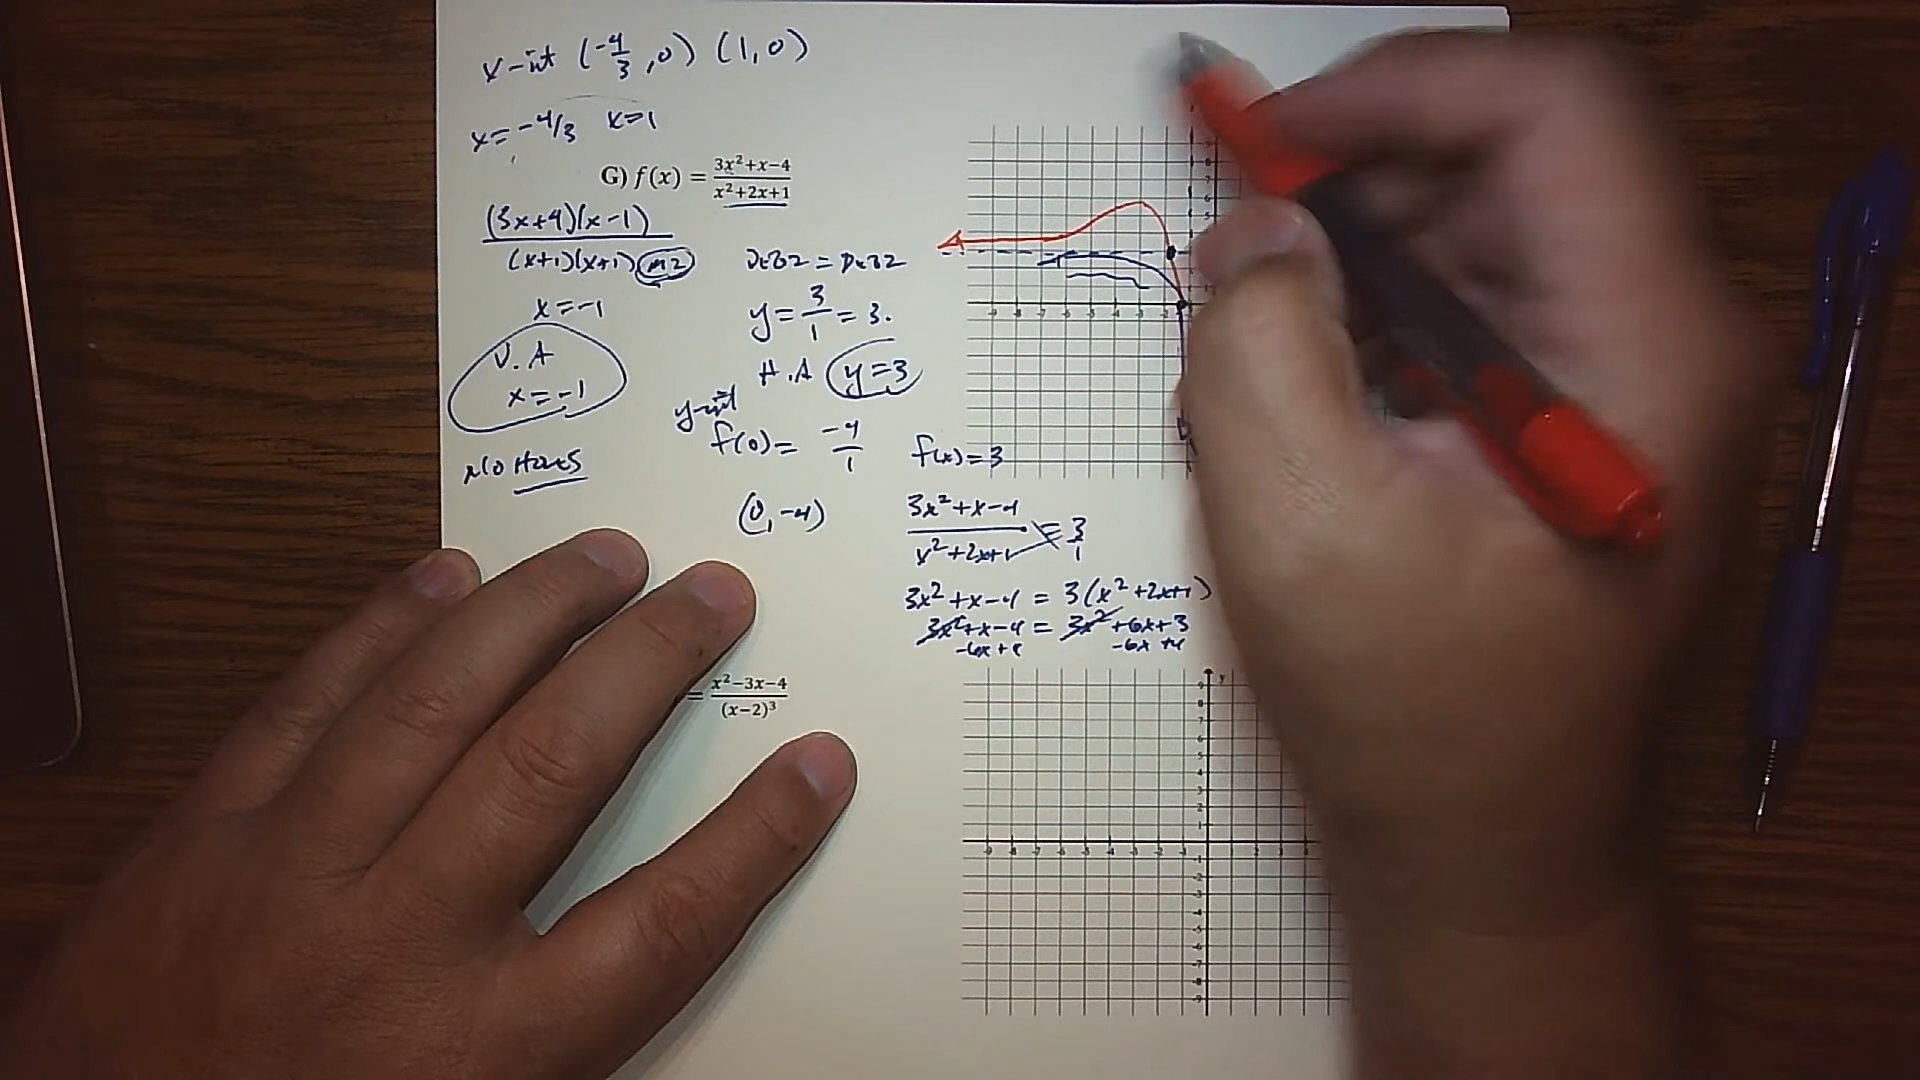 x-int (-4/3, 0) (1, 0)
x = -4/3 x = 1
G) f(x) = 3x²+x−4 / x²+2x+1
(3x+4)(x-1) / (x+1)(x+1) m2
x = -1
V.A
x = -1
NO HOLES
y = 3/1 = 3.
H.A y = 3
y-int
f(0) = -4/1
(0, -4)
f(x) = 3
3x²+x-4 / x²+2x+1 = 3/1
3x²+x-4 = 3(x²+2x+1)
3x²+x-4 = 3x²+6x+3
-6x+4 -6x +4
= x²−3x−4 / (x−2)³
y